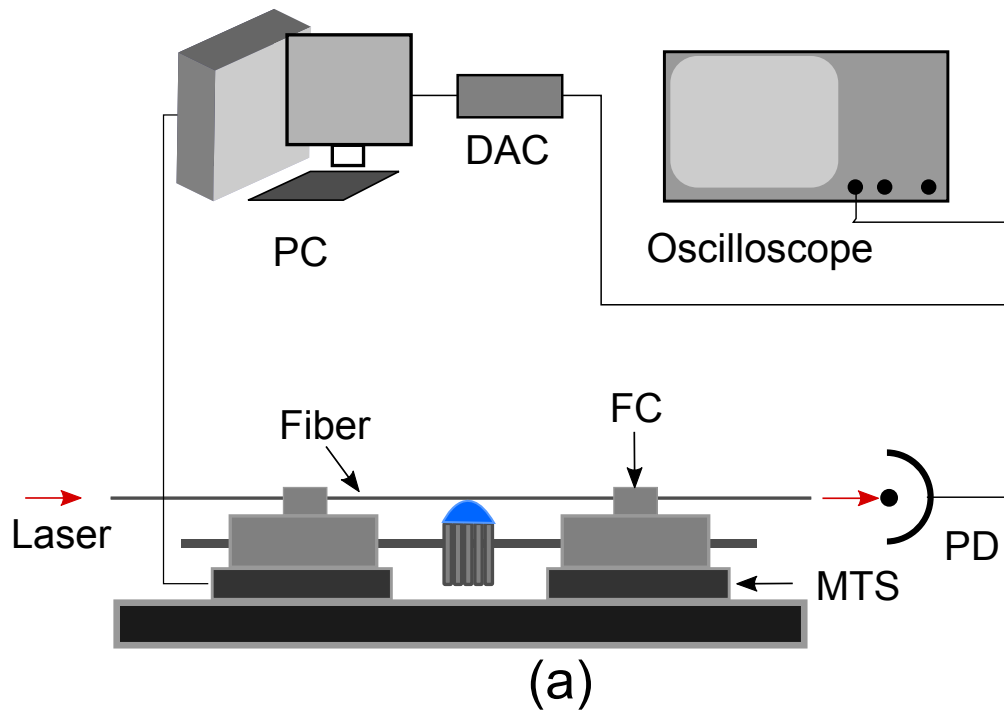 DAC
PC
Oscilloscope
FC
Fiber
Laser
PD
MTS
(a)